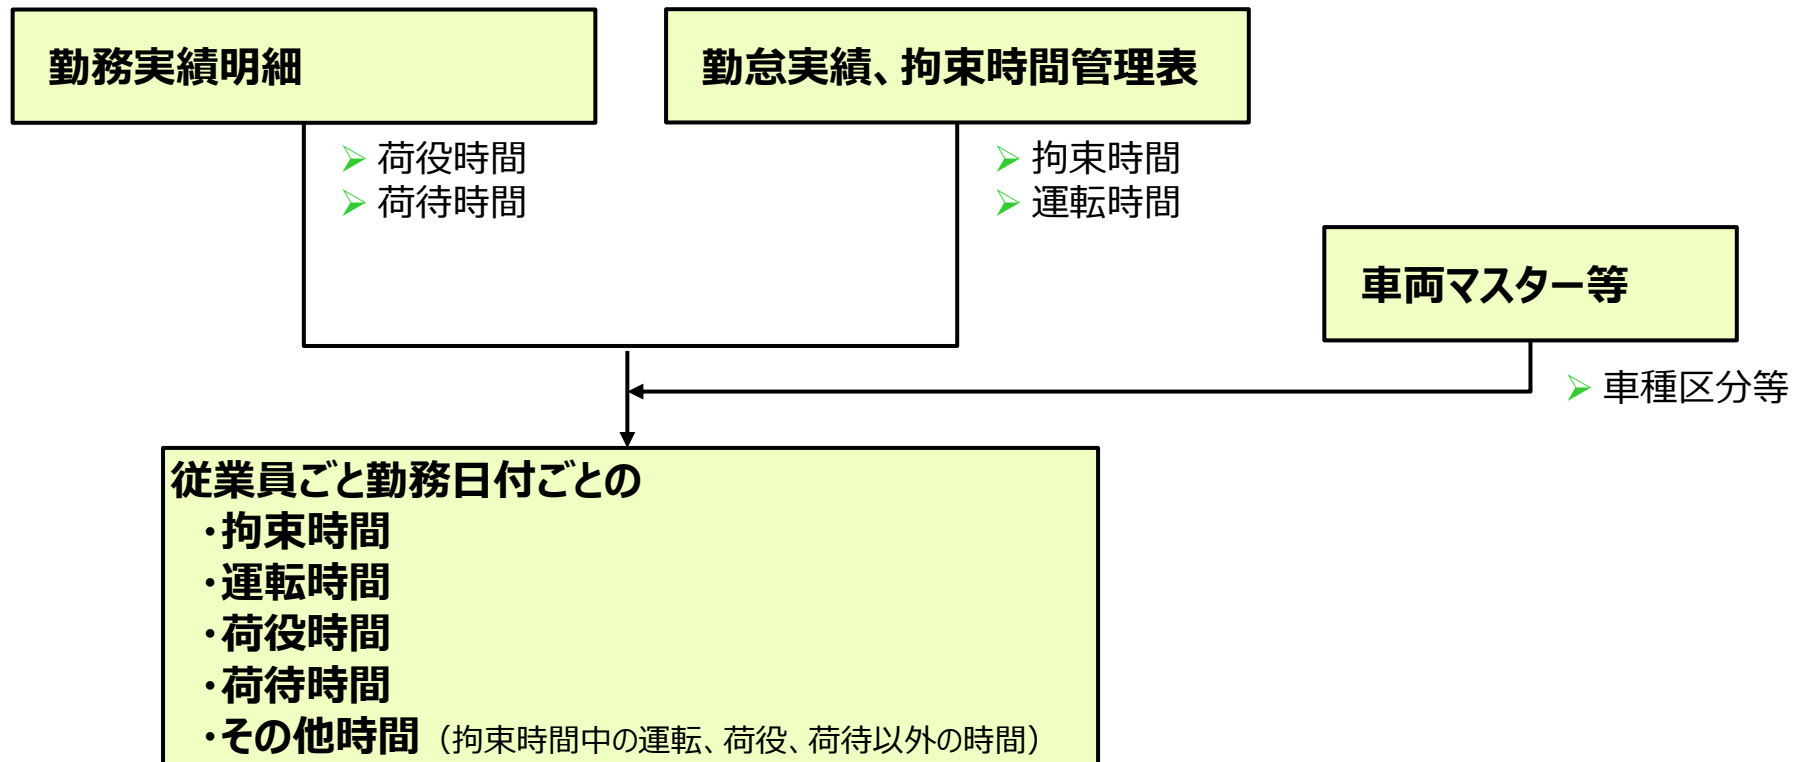 勤務実績明細
勤怠実績、拘束時間管理表
➢ 荷役時間
➢ 荷待時間
➢ 拘束時間
➢ 運転時間
車両マスター等
➢ 車種区分等
従業員ごと勤務日付ごとの
・拘束時間
・運転時間
・荷役時間
・荷待時間
・その他時間（拘束時間中の運転、荷役、荷待以外の時間）